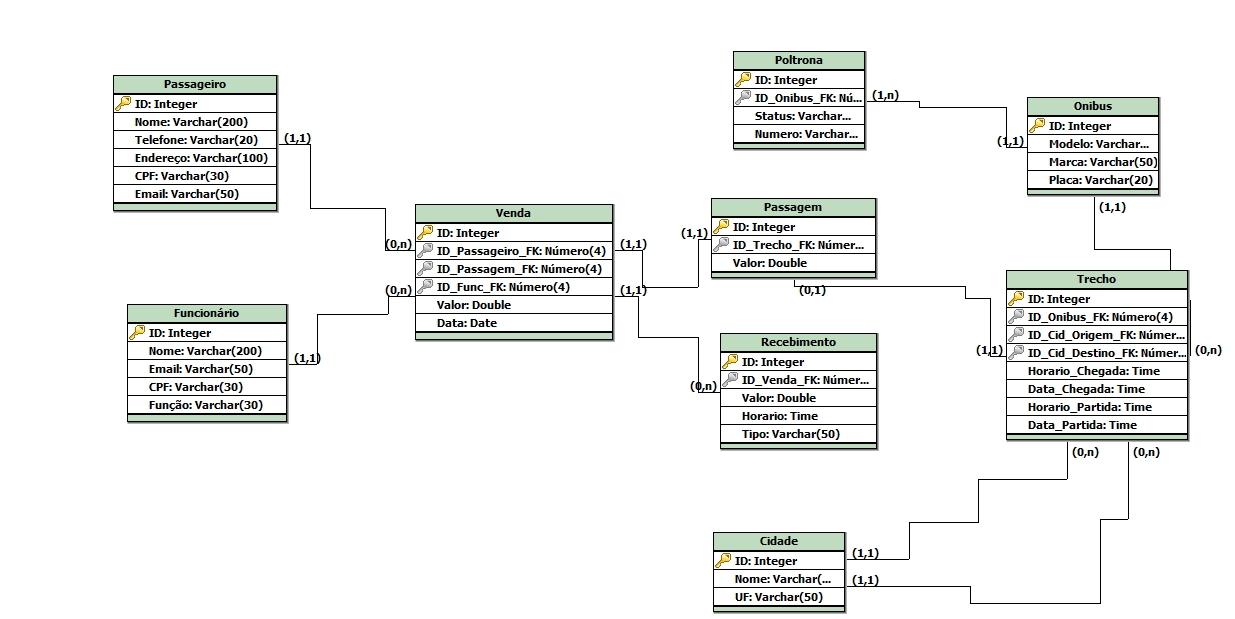 Passageiro
ID: Integer
Nome: Varchar(200)
Telefone: Varchar(20)
Endereço: Varchar(100)
CPF: Varchar(30)
Email: Varchar(50)
(1,1)
Funcionário
ID: Integer
Nome: Varchar(200)
Email: Varchar(50)
CPF: Varchar(30)
Função: Varchar(30)
(1,1)
(0,n)
(0,n)
Venda
ID: Integer
ID_Passageiro_FK: Número(4)
ID_Passagem_FK: Número(4)
ID_Func_FK: Número(4)
Valor: Double
Data: Date
(1,1)
(1,1)
Poltrona
ID: Integer
ID_Onibus_FK: Nú...
Status: Varchar...
Numero: Varchar...
(1,n)
(1,1)
Onibus
ID: Integer
Modelo: Varchar...
Marca: Varchar(50)
Placa: Varchar(20)
(1,1)
(1,1)
Passagem
ID: Integer
ID_Trecho_FK: Númer...
Valor: Double
(0,1)
(1,1)
Recebimento
ID: Integer
ID_Venda_FK: Númer...
Valor: Double
Horario: Time
Tipo: Varchar(50)
(0,n)
Trecho
ID: Integer
ID_Onibus_FK: Número(4)
ID_Cid_Origem_FK: Númer...
ID_Cid_Destino_FK: Númer...
Horario_Chegada: Time
Data_Chegada: Time
Horario_Partida: Time
Data_Partida: Time
(0,n)
(0,n)
(0,n)
Cidade
ID: Integer
Nome: Varchar(...
UF: Varchar(50)
(1,1)
(1,1)